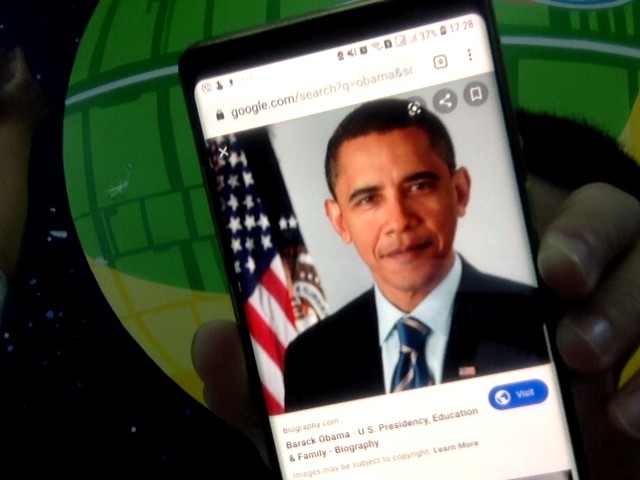 37% 17:28
google.com/search?q=obama&sc
Biography.com
Visit
Barack Obama - U.S. Presidency, Education
& Family - Biography
Images may be subject to copyright. Learn More